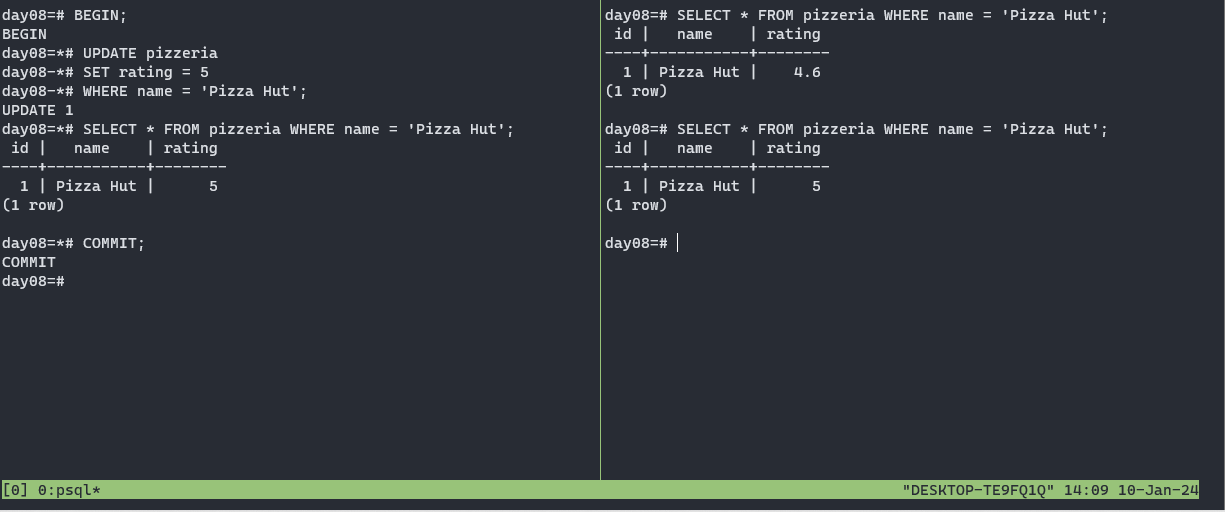 day08=# BEGIN;
BEGIN
day08=*# UPDATE pizzeria
day08-*# SET rating = 5
day08-*# WHERE name = 'Pizza Hut';
UPDATE 1
day08=*# SELECT * FROM pizzeria WHERE name = 'Pizza Hut';
 id |   name    | rating
----+-----------+--------
  1 | Pizza Hut |      5
(1 row)

day08=*# COMMIT;
COMMIT
day08=#
day08=# SELECT * FROM pizzeria WHERE name = 'Pizza Hut';
 id |   name    | rating
----+-----------+--------
  1 | Pizza Hut |    4.6
(1 row)

day08=# SELECT * FROM pizzeria WHERE name = 'Pizza Hut';
 id |   name    | rating
----+-----------+--------
  1 | Pizza Hut |      5
(1 row)

day08=#
[0] 0:psql* "DESKTOP-TE9FQ1Q" 14:09 10-Jan-24